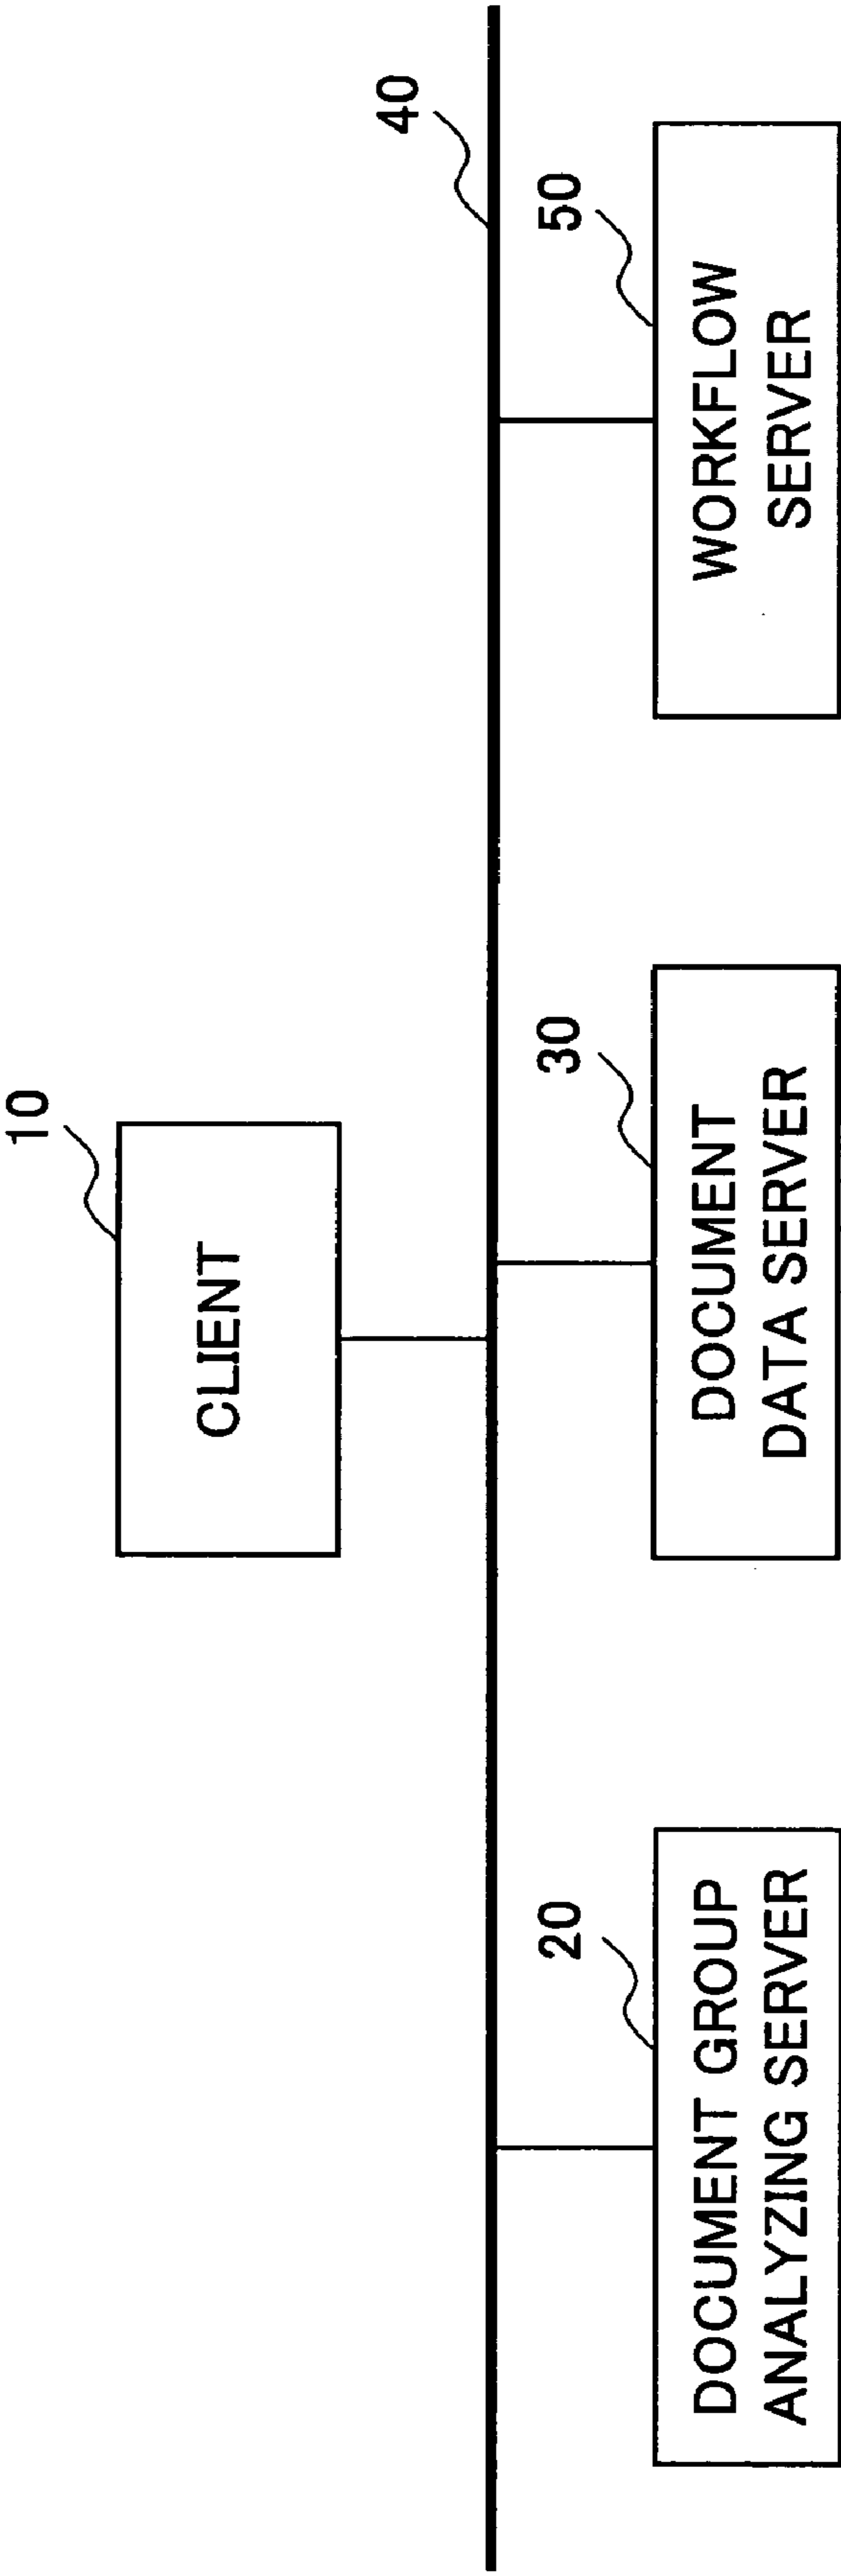 10
CLIENT
40
20
DOCUMENT GROUP
ANALYZING SERVER
30
DOCUMENT
DATA SERVER
50
WORKFLOW
SERVER